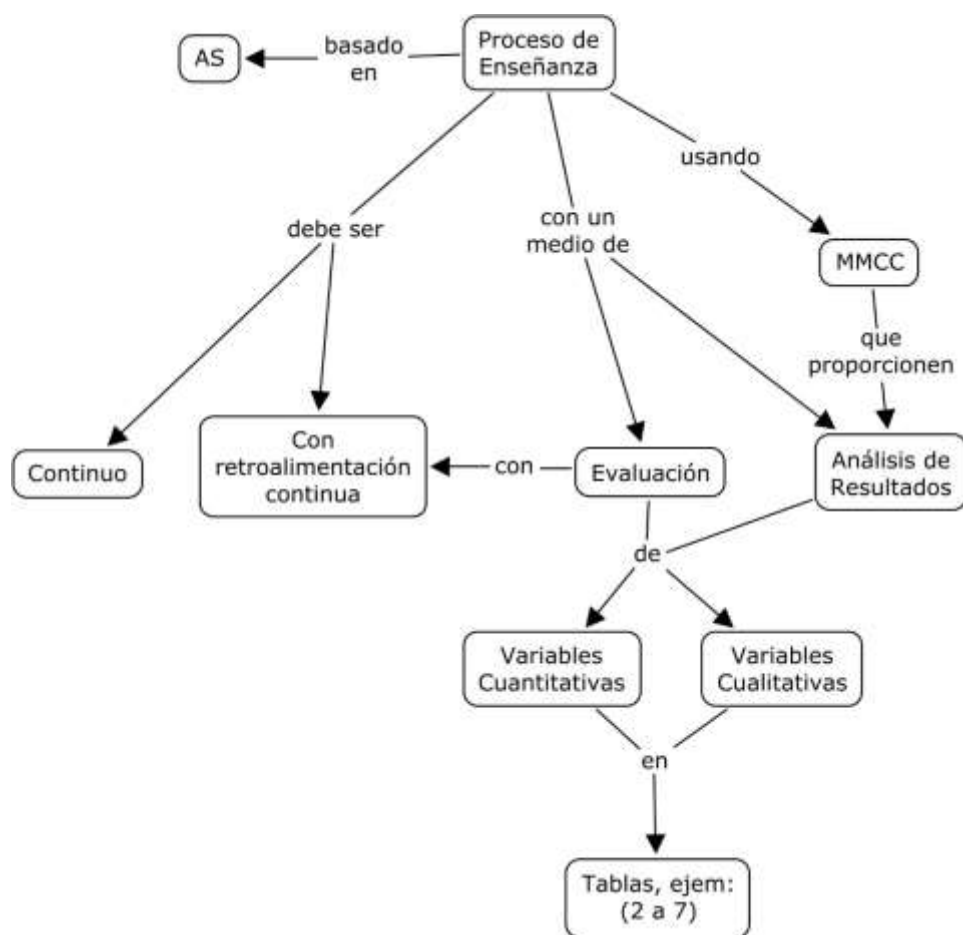 AS
basado
en
Proceso de
Enseñanza
usando
debe ser
con un
medio de
MMCC
que
proporcionen
Continuo
Con
retroalimentación
continua
con
Evaluación
Análisis de
Resultados
de
Variables
Cuantitativas
Variables
Cualitativas
en
Tablas, ejem:
(2 a 7)